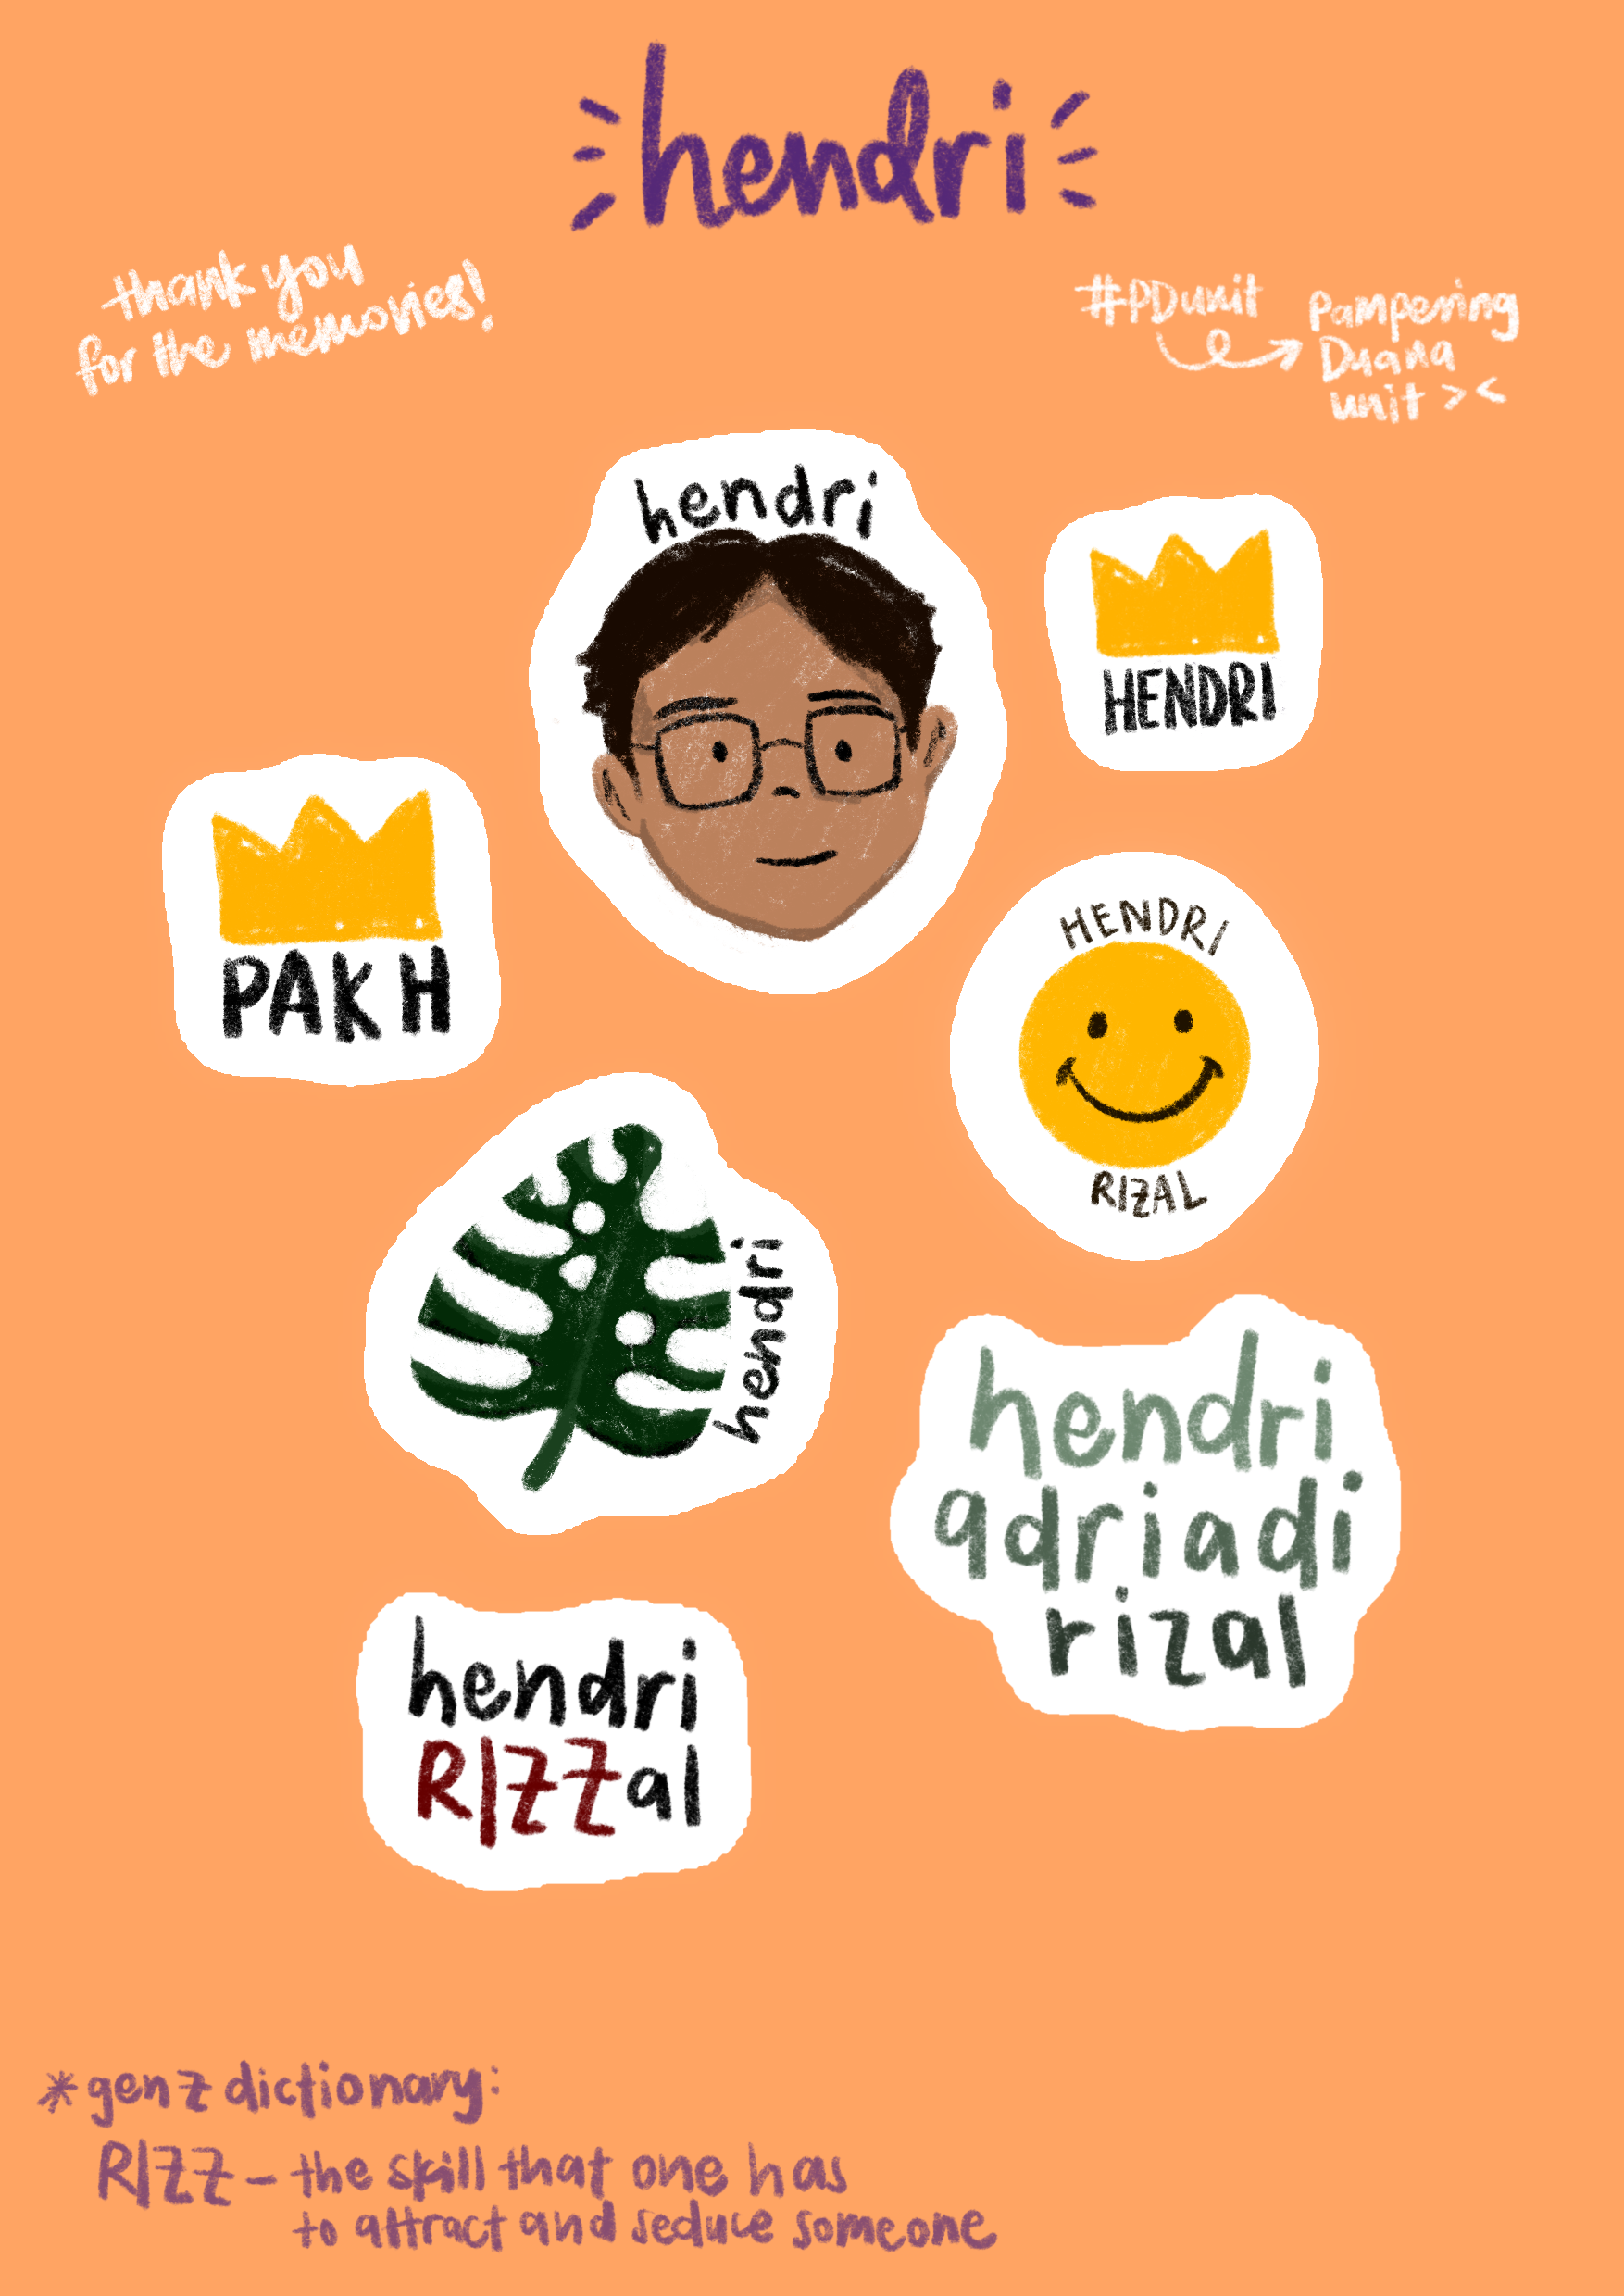 hendri
thank you
for the memories!
#PDunit
Pampering
Duana
unit ><
hendri
HENDRI
PAK H
HENDRI
RIZAL
hendri
hendri
adriadi
rizal
hendri
RIZZal
*gen z dictionary:
RIZZ - the skill that one has
to attract and seduce someone